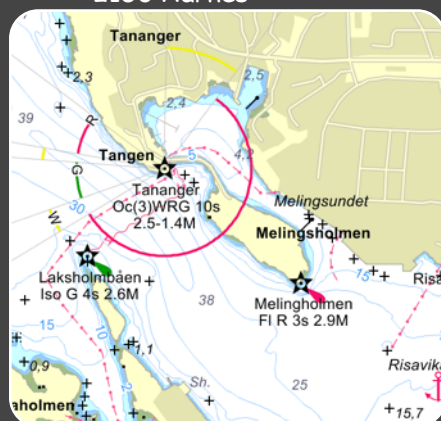 Tananger
2,3
2,5
2,4
39
R
4,2
5
Tangen
G
Tananger
Oc(3)WRG 10s
2.5-1.4M
Melingsundet
30
W
Melingsholmen
Laksholmbåen
Iso G 4s 2.6M
15
Risa
Melingholmen
Fl R 3s 2.9M
38
15
10
1,1
Risavika
0,9
2
Sh.
25
aholmen
15,7